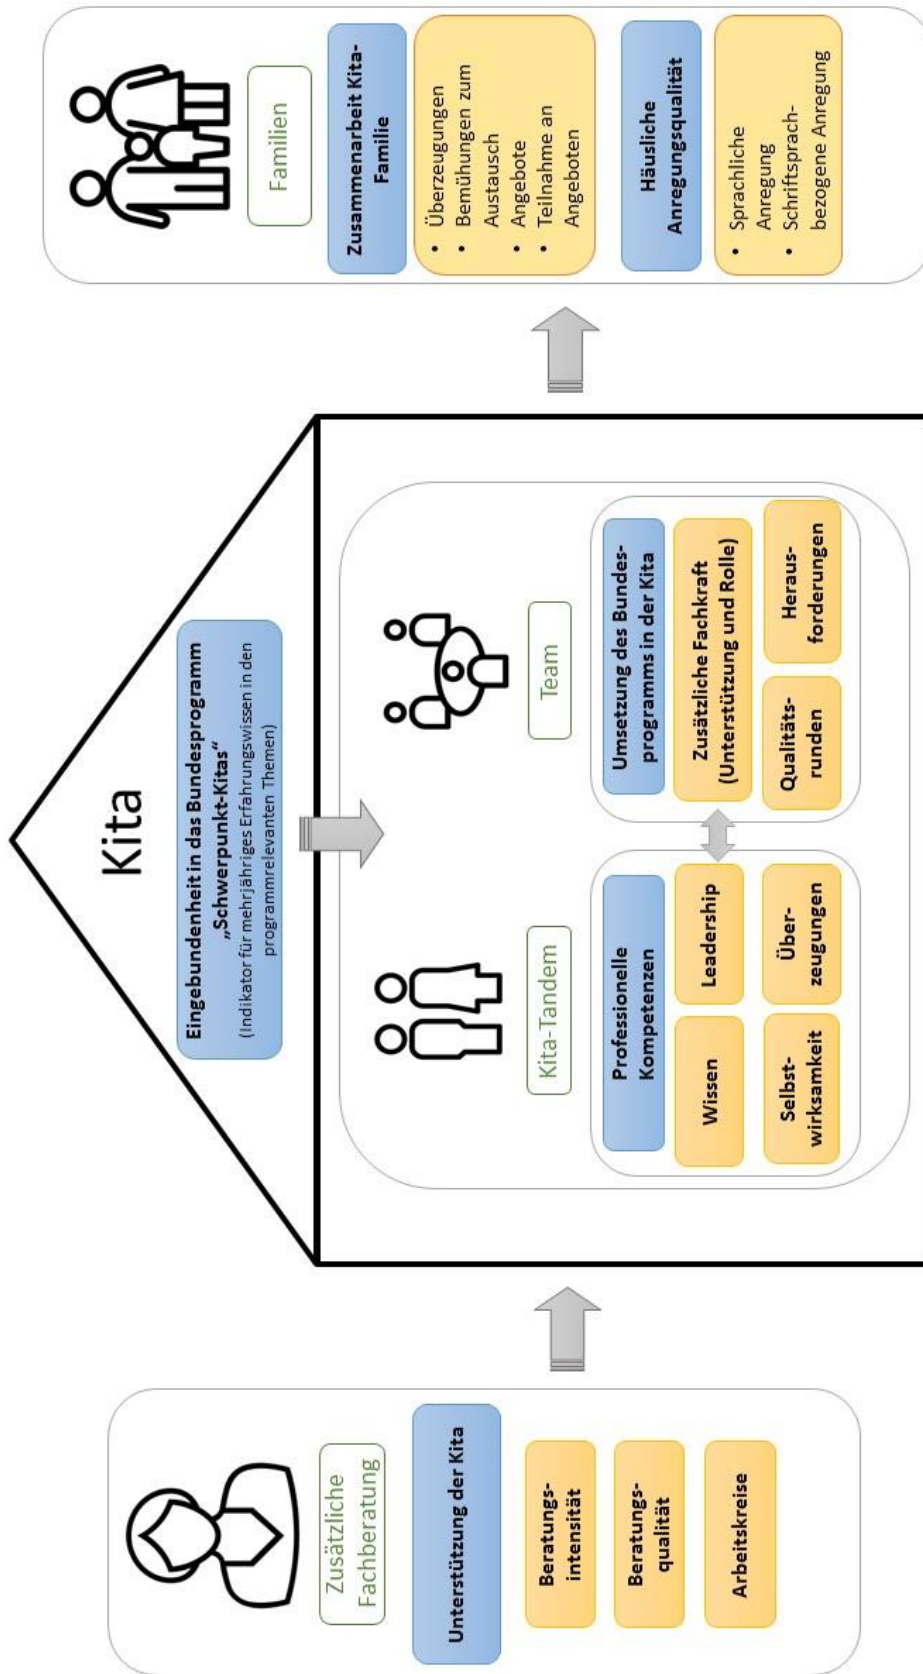 Zusätzliche
Fachberatung
Unterstützung der Kita
Beratungs-
intensität
Beratungs-
qualität
Arbeitskreise
Kita
Eingebundenheit in das Bundesprogramm
„Schwerpunkt-Kitas“
(Indikator für mehrjähriges Erfahrungswissen in den
programmrelevanten Themen)
Kita-Tandem
Professionelle
Kompetenzen
Wissen
Leadership
Selbst-
wirksamkeit
Über-
zeugungen
Team
Umsetzung des Bundes-
programms in der Kita
Zusätzliche Fachkraft
(Unterstützung und Rolle)
Qualitäts-
runden
Heraus-
forderungen
Familien
Zusammenarbeit Kita-
Familie
• Überzeugungen
• Bemühungen zum
Austausch
• Angebote
• Teilnahme an
Angeboten
Häusliche
Anregungsqualität
• Sprachliche
Anregung
• Schriftsprach-
bezogene Anregung